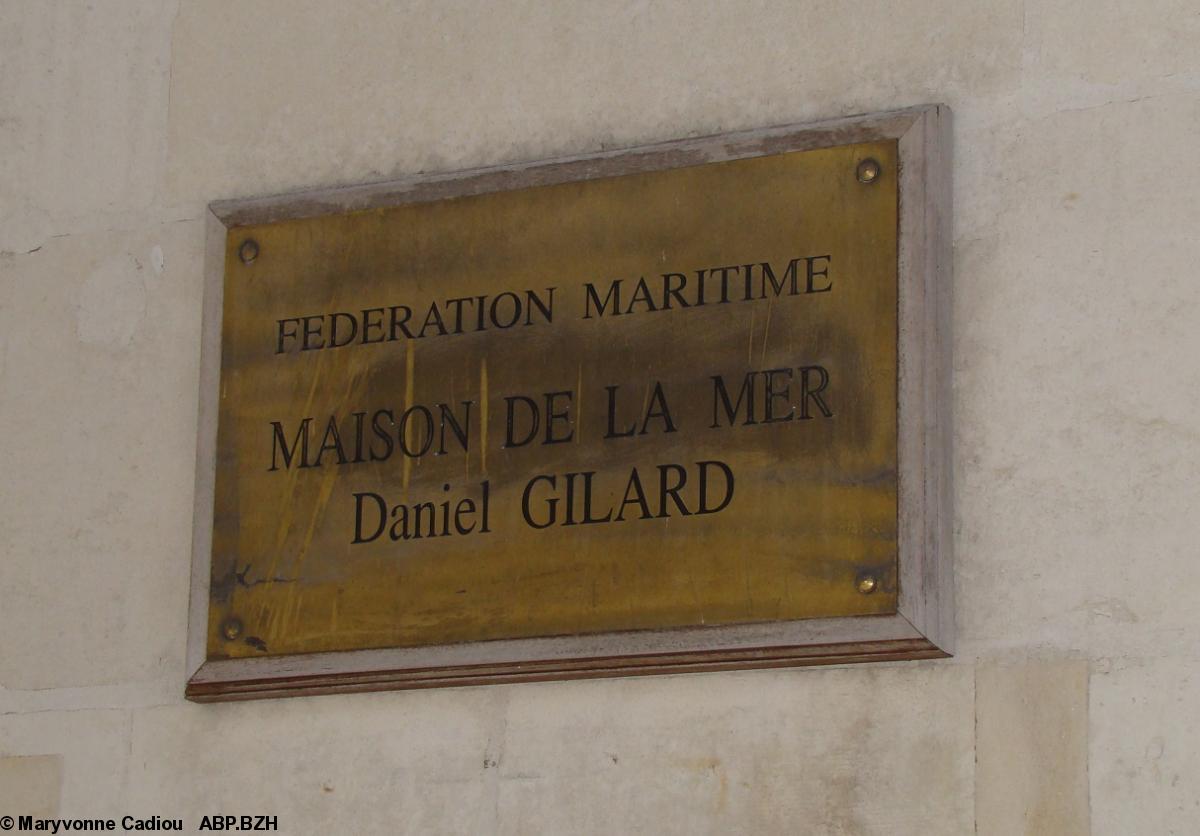 FEDERATION MARITIME
MAISON DE LA MER
Daniel GILARD
© Maryvonne Cadiou ABP.BZH